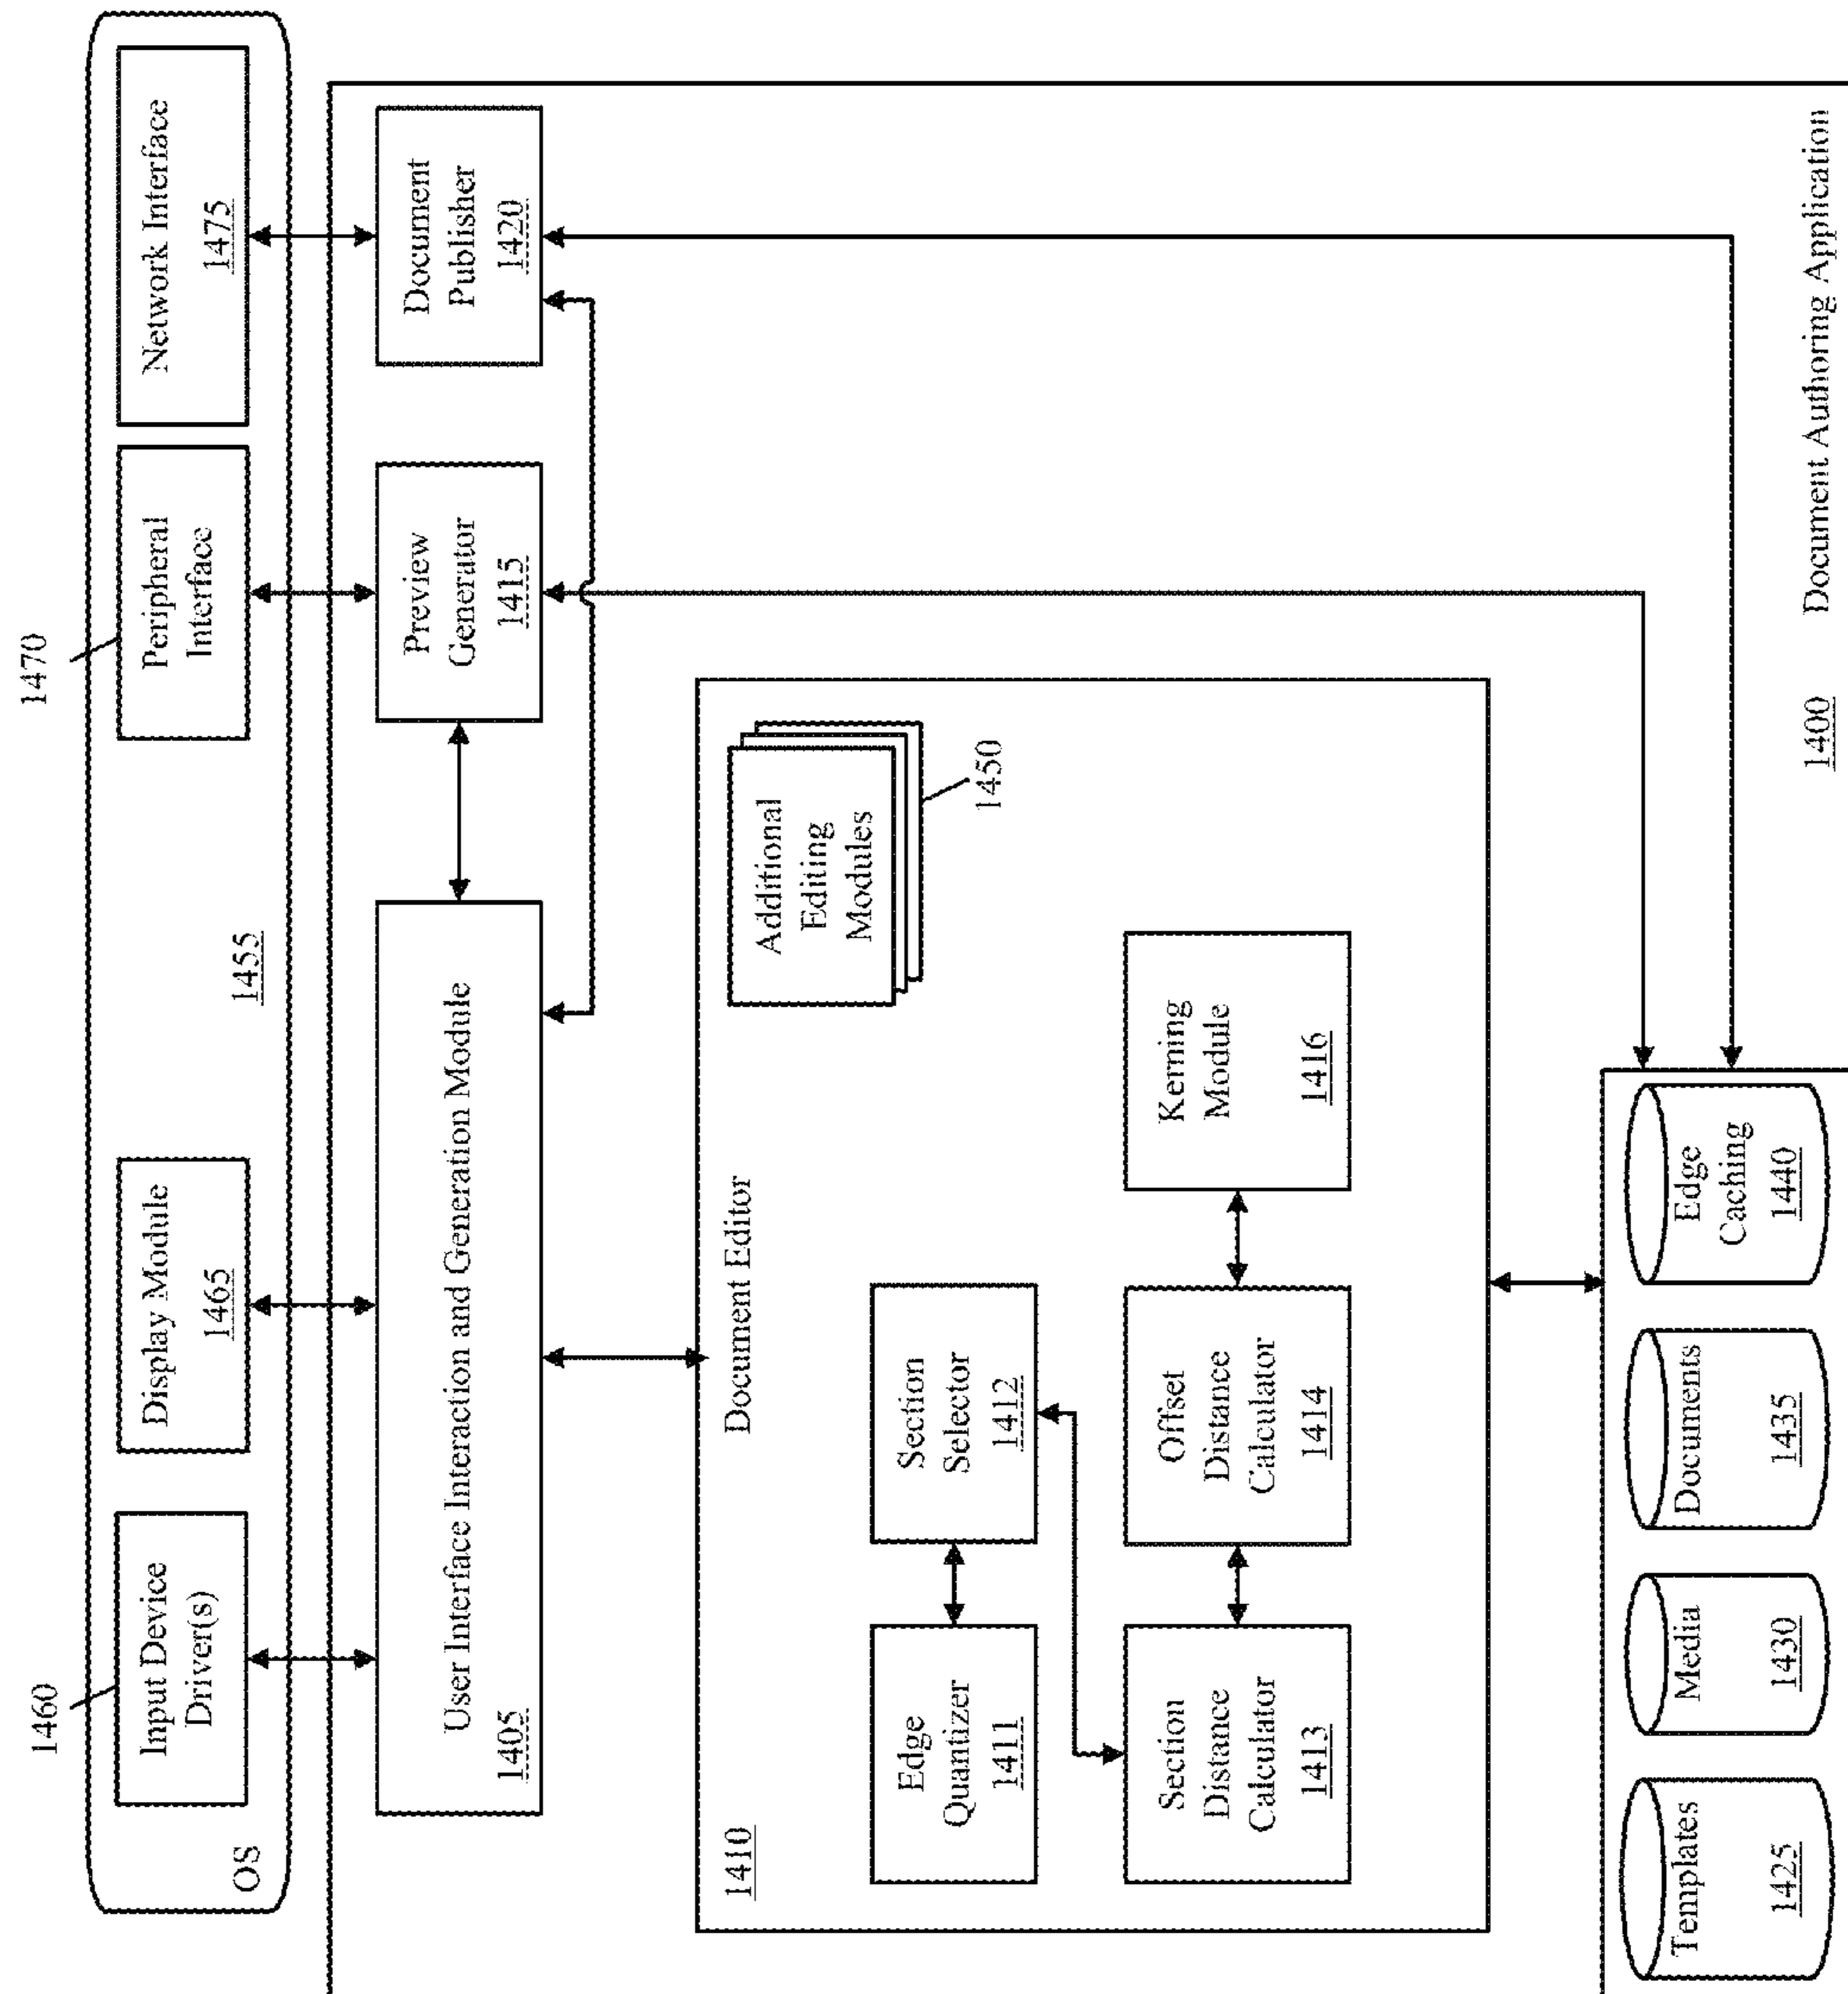 1460
1470
OS
Input Device
Driver(s)
Display Module
1465
1455
Peripheral
Interface
Network Interface
1475
User Interface Interaction and Generation Module
1405
Preview
Generator
1415
Document
Publisher
1420
1410
Document Editor
Additional
Editing
Modules
1450
Edge
Quantizer
1411
Section
Selector
1412
Section
Distance
Calculator
1413
Offset
Distance
Calculator
1414
Kerning
Module
1416
Templates
1425
Media
1430
Documents
1435
Edge
Caching
1440
1400
Document Authoring Application